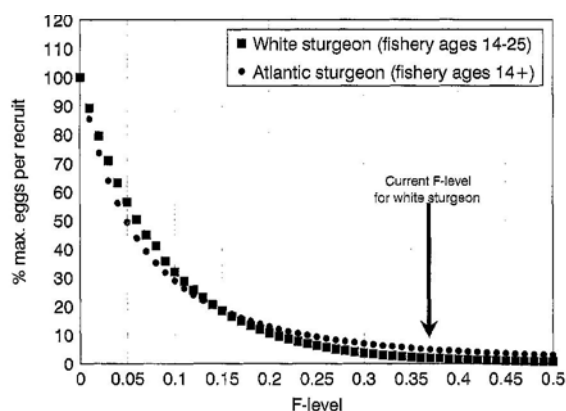 White sturgeon (fishery ages 14-25)
Atlantic sturgeon (fishery ages 14+)
120
110
100
90
80
70
60
50
40
30
20
10
0
% max. eggs per recruit
Current F-level
for white sturgeon
0 0.05 0.1 0.15 0.2 0.25 0.3 0.35 0.4 0.45 0.5
F-level